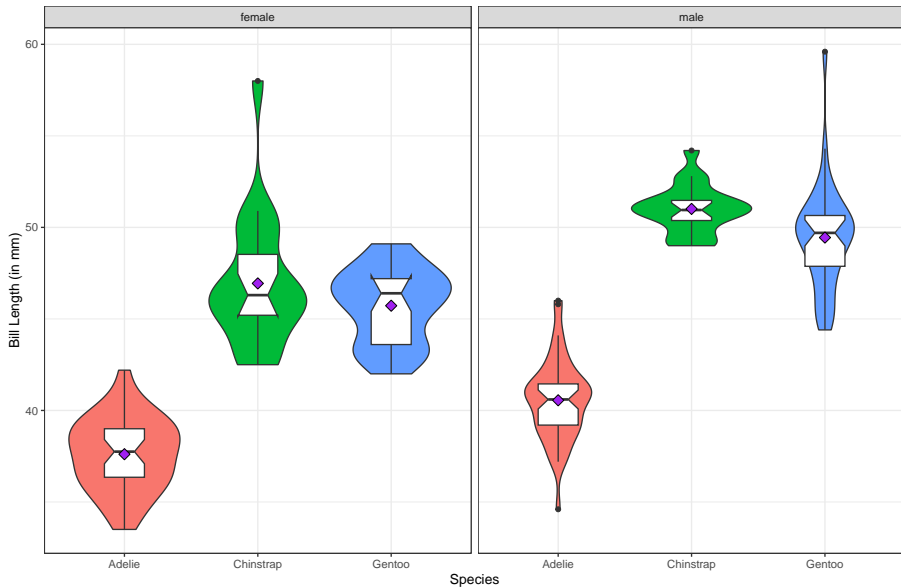 female
male
Bill Length (in mm)
60
50
40
Adelie
Chinstrap
Gentoo
Adelie
Chinstrap
Gentoo
Species